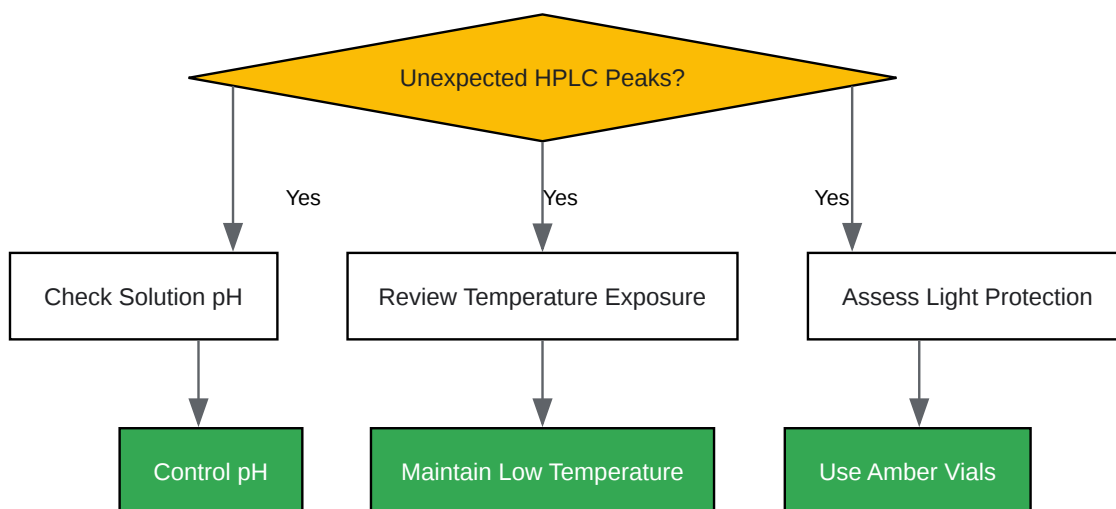 Unexpected HPLC Peaks?
Yes
Yes
Yes
Check Solution pH
Review Temperature Exposure
Assess Light Protection
Control pH
Maintain Low Temperature
Use Amber Vials